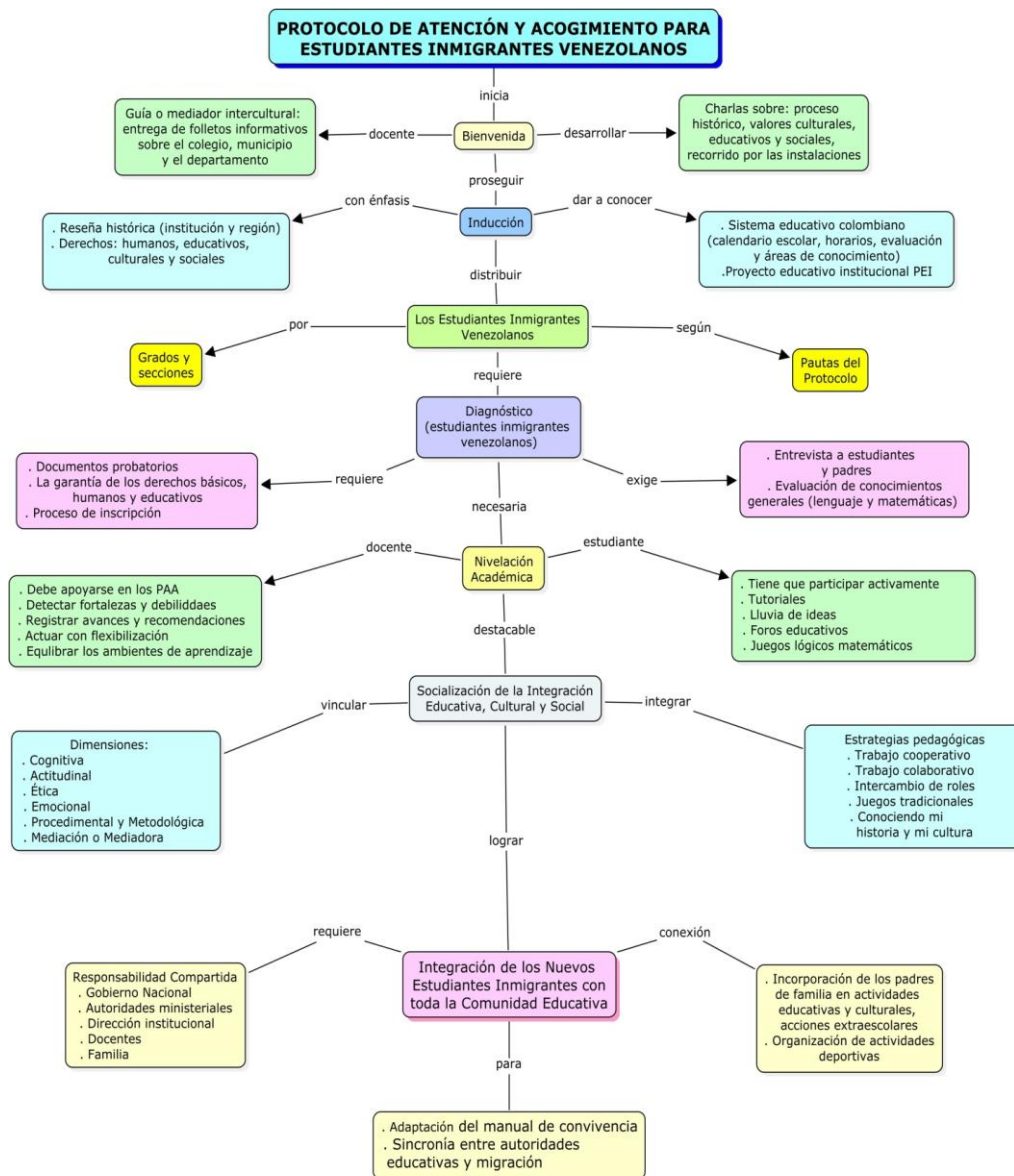 PROTOCOLO DE ATENCIÓN Y ACOGIMIENTO PARA
ESTUDIANTES INMIGRANTES VENEZOLANOS
inicia
Guía o mediador intercultural:
entrega de folletos informativos
sobre el colegio, municipio
y el departamento
docente
Bienvenida
desarrollar
Charlas sobre: proceso
histórico, valores culturales,
educativos y sociales,
recorrido por las instalaciones
proseguir
. Reseña histórica (institución y región)
. Derechos: humanos, educativos,
culturales y sociales
con énfasis
Inducción
dar a conocer
. Sistema educativo colombiano
(calendario escolar, horarios, evaluación
y áreas de conocimiento)
.Proyecto educativo institucional PEI
distribuir
Los Estudiantes Inmigrantes
Venezolanos
por
Grados y
secciones
según
Pautas del
Protocolo
requiere
Diagnóstico
(estudiantes inmigrantes
venezolanos)
. Documentos probatorios
. La garantía de los derechos básicos,
humanos y educativos
. Proceso de inscripción
requiere
exige
. Entrevista a estudiantes
y padres
. Evaluación de conocimientos
generales (lenguaje y matemáticas)
necesaria
docente
Nivelación
Académica
estudiante
. Debe apoyarse en los PAA
. Detectar fortalezas y debiliddaes
. Registrar avances y recomendaciones
. Actuar con flexibilización
. Equlibrar los ambientes de aprendizaje
. Tiene que participar activamente
. Tutoriales
. Lluvia de ideas
. Foros educativos
. Juegos lógicos matemáticos
destacable
Socialización de la Integración
Educativa, Cultural y Social
vincular
integrar
Dimensiones:
. Cognitiva
. Actitudinal
. Ética
. Emocional
. Procedimental y Metodológica
. Mediación o Mediadora
Estrategias pedagógicas
. Trabajo cooperativo
. Trabajo colaborativo
. Intercambio de roles
. Juegos tradicionales
. Conociendo mi
historia y mi cultura
lograr
requiere
Integración de los Nuevos
Estudiantes Inmigrantes con
toda la Comunidad Educativa
conexión
Responsabilidad Compartida
. Gobierno Nacional
. Autoridades ministeriales
. Dirección institucional
. Docentes
. Familia
. Incorporación de los padres
de familia en actividades
educativas y culturales,
acciones extraescolares
. Organización de actividades
deportivas
para
. Adaptación del manual de convivencia
. Sincronía entre autoridades
educativas y migración